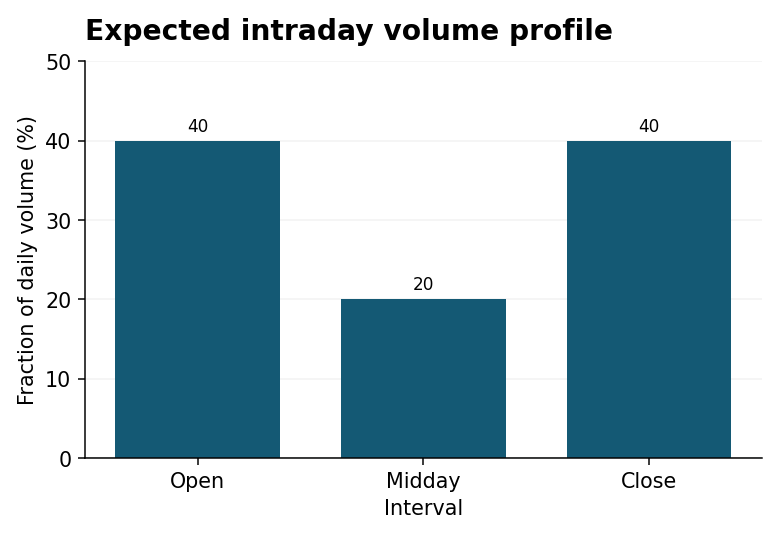 Expected intraday volume profile
Fraction of daily volume (%)
50
40
30
20
10
0
40
20
40
Open
Midday
Close
Interval